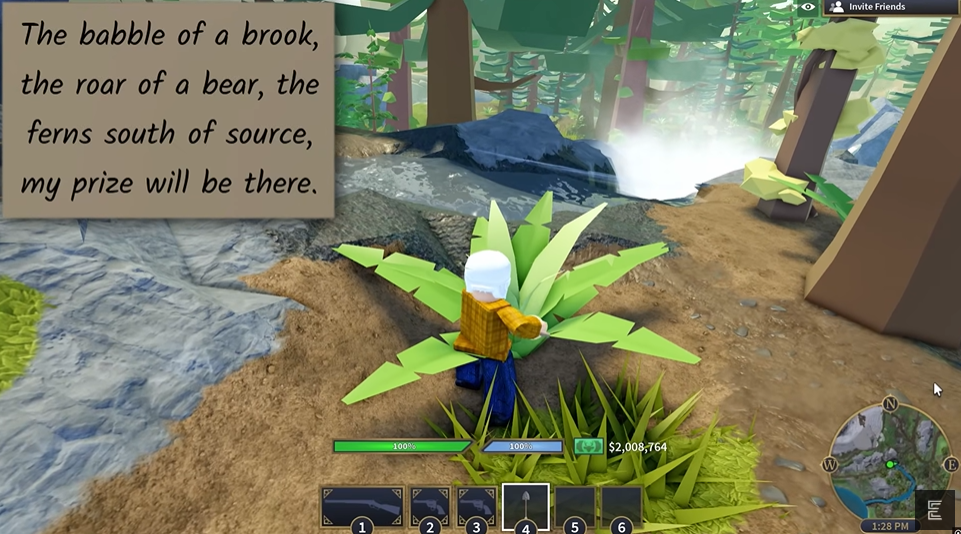 The babble of a brook,
the roar of a bear, the
ferns south of source,
my prize will be there.
Invite Friends
100%
100%
$2,008,764
1
2
3
4
5
6
N
W
E
1:28 PM
E